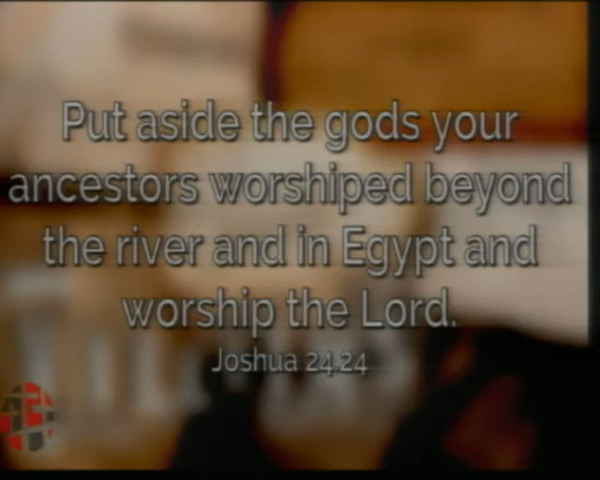 Put aside the gods your
ancestors worshiped beyond
the river and in Egypt and
worship the Lord.
Joshua 24.24